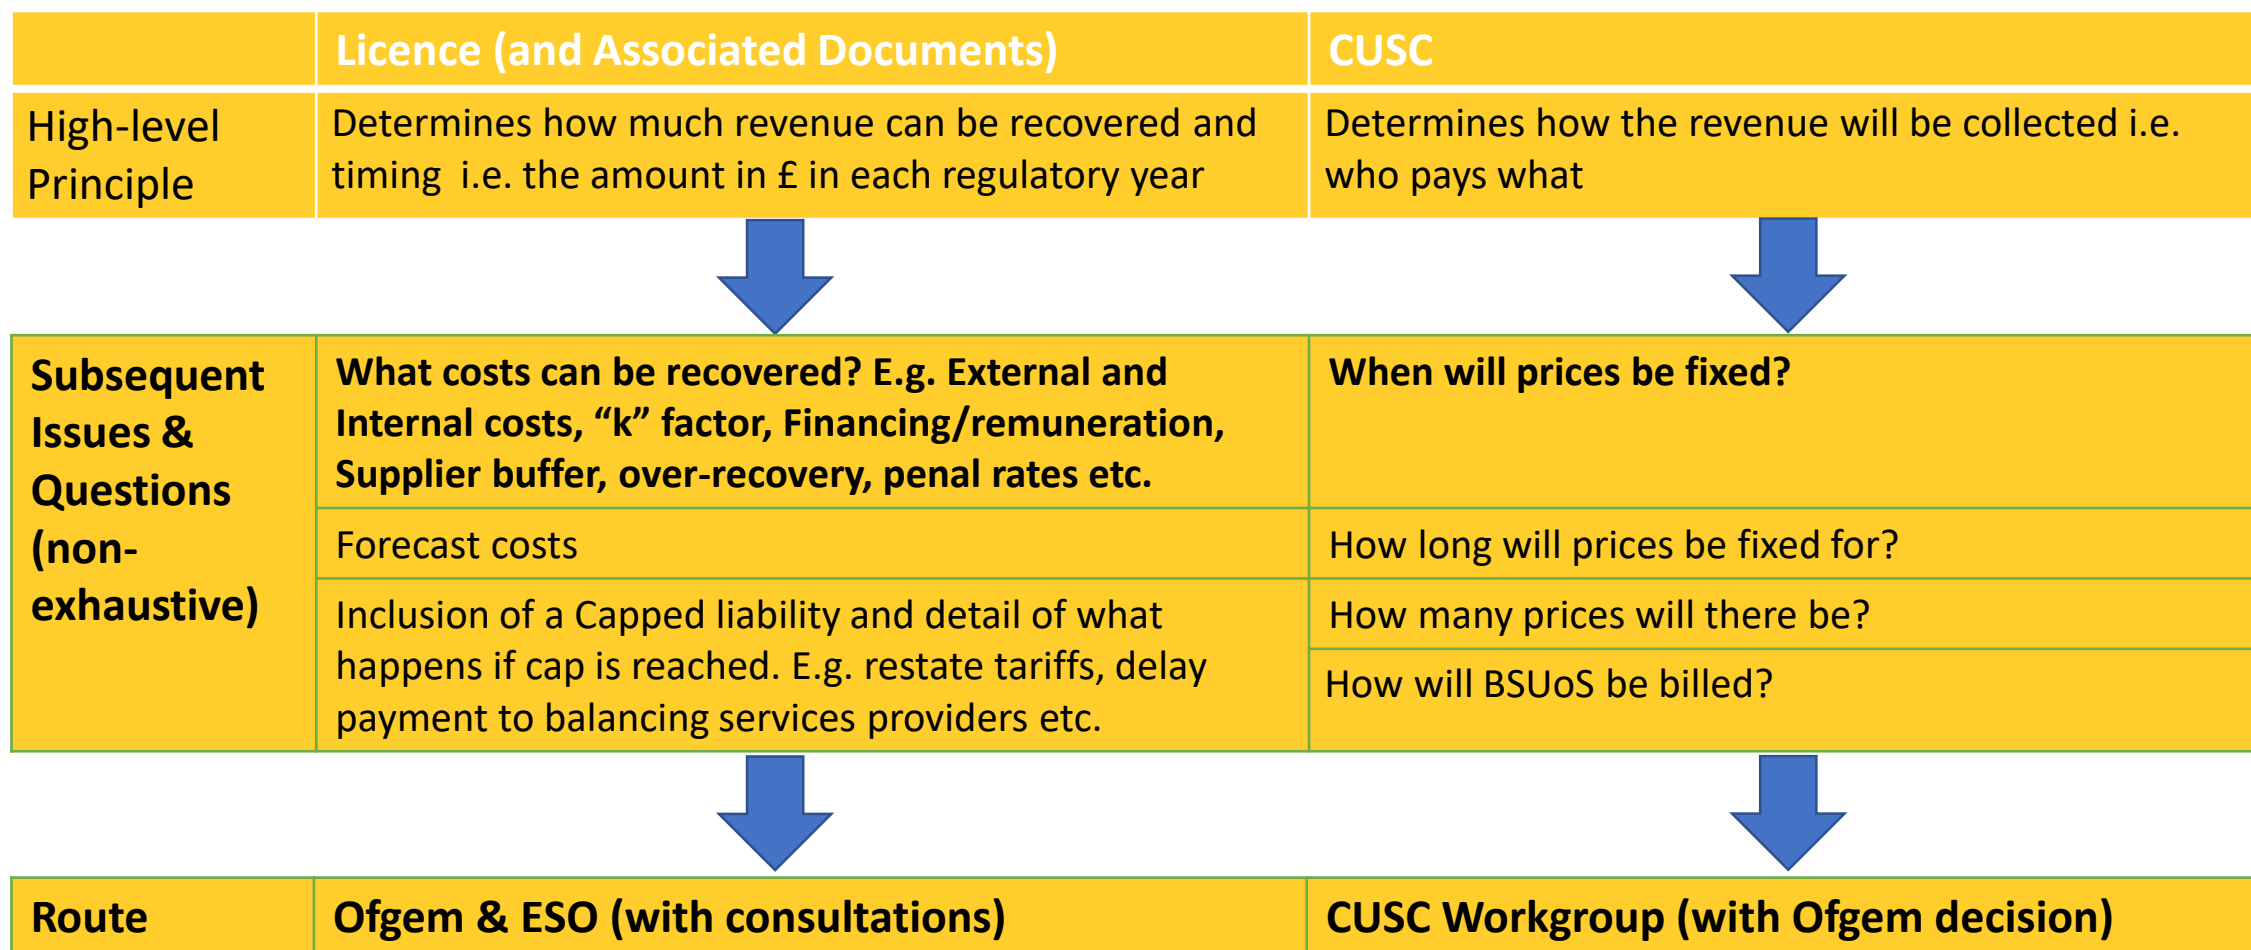 Licence (and Associated Documents)
CUSC
High-level
Principle
Determines how much revenue can be recovered and
timing i.e. the amount in £ in each regulatory year
Determines how the revenue will be collected i.e.
who pays what
Subsequent
Issues &
Questions
(non-
exhaustive)
What costs can be recovered? E.g. External and
Internal costs, “k” factor, Financing/remuneration,
Supplier buffer, over-recovery, penal rates etc.
When will prices be fixed?
Forecast costs
How long will prices be fixed for?
Inclusion of a Capped liability and detail of what
happens if cap is reached. E.g. restate tariffs, delay
payment to balancing services providers etc.
How many prices will there be?
How will BSUoS be billed?
Route
Ofgem & ESO (with consultations)
CUSC Workgroup (with Ofgem decision)